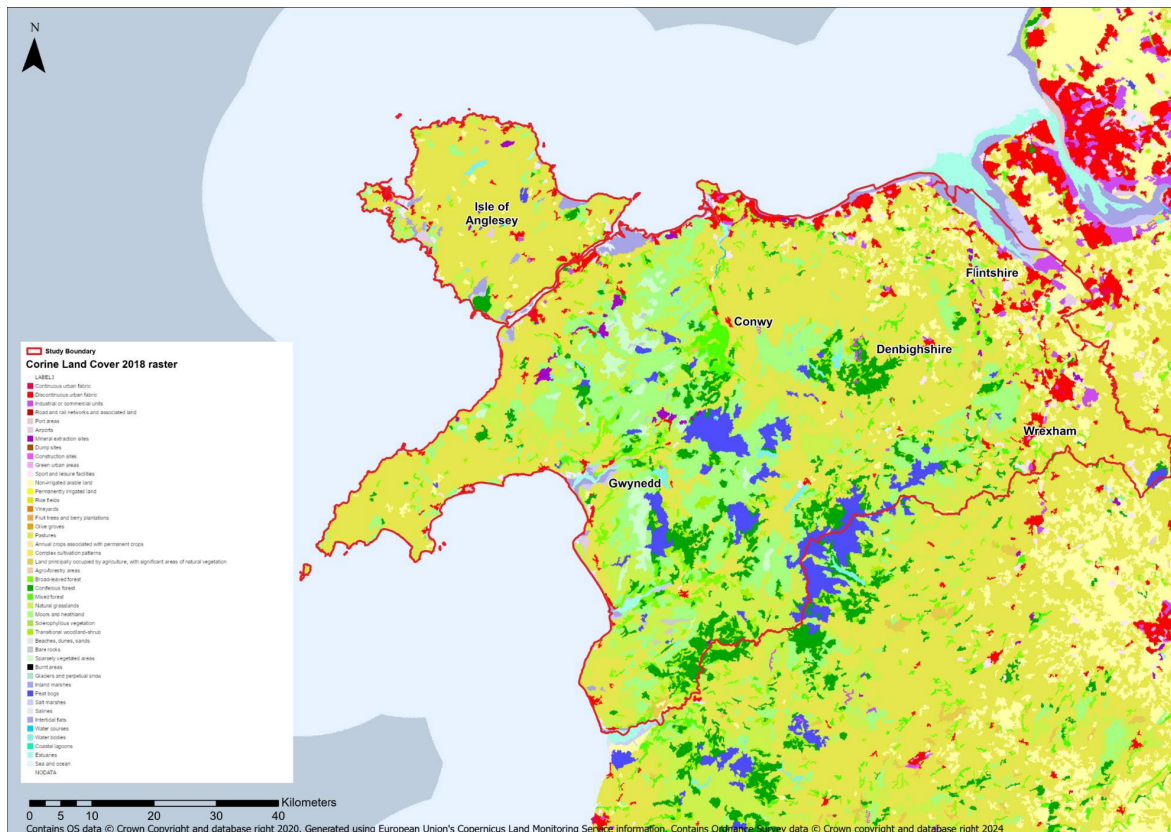 N
Isle of
Anglesey
Flintshire
Conwy
Denbighshire
Wrexham
Gwynedd
Study Boundary
Corine Land Cover 2018 raster
LABEL3
Continuous urban fabric
Discontinuous urban fabric
Industrial or commercial units
Road and rail networks and associated land
Port areas
Airports
Mineral extraction sites
Dump sites
Construction sites
Green urban areas
Sport and leisure facilities
Non-irrigated arable land
Permanently irrigated land
Rice fields
Vineyards
Fruit trees and berry plantations
Olive groves
Pastures
Annual crops associated with permanent crops
Complex cultivation patterns
Land principally occupied by agriculture, with significant areas of natural vegetation
Agro-forestry areas
Broad-leaved forest
Coniferous forest
Mixed forest
Natural grasslands
Moors and heathland
Sclerophyllous vegetation
Transitional woodland-shrub
Beaches, dunes, sands
Bare rocks
Sparsely vegetated areas
Burnt areas
Glaciers and perpetual snow
Inland marshes
Peat bogs
Salt marshes
Salines
Intertidal flats
Water courses
Water bodies
Coastal lagoons
Estuaries
Sea and ocean
NODATA
Kilometers
0 5 10 20 30 40
Contains OS data © Crown Copyright and database right 2020, Generated using European Union's Copernicus Land Monitoring Service information, Contains Ordnance Survey data © Crown copyright and database right 2024